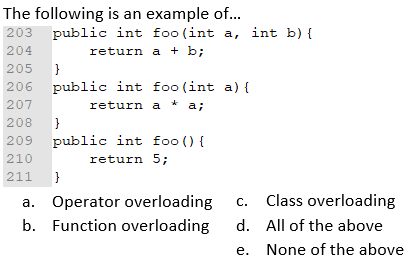 The following is an example of...
203 public int foo(int a, int b){
204     return a + b;
205 }
206 public int foo(int a){
207     return a * a;
208 }
209 public int foo(){
210     return 5;
211 }
a. Operator overloading c. Class overloading
b. Function overloading d. All of the above
e. None of the above